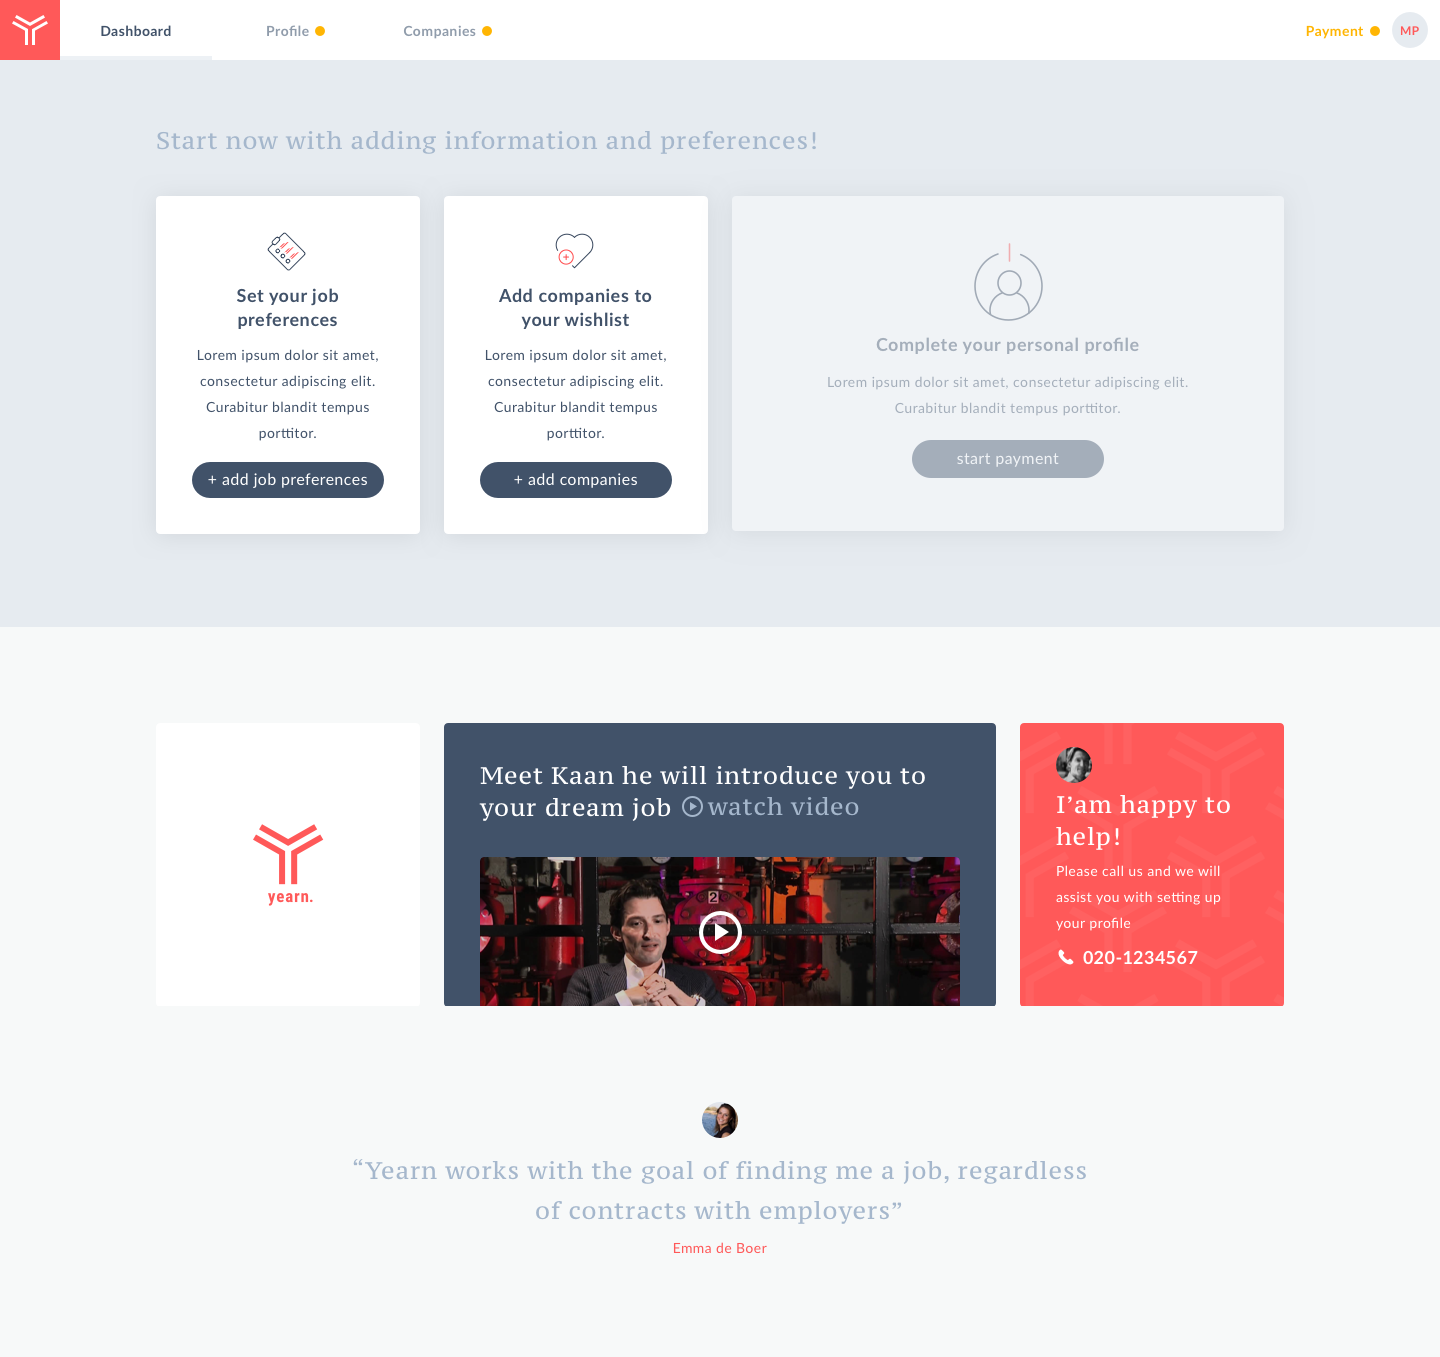 Dashboard
Profile
Companies
Payment
MP
Start now with adding information and preferences!
Set your job
preferences
Lorem ipsum dolor sit amet,
consectetur adipiscing elit.
Curabitur blandit tempus
porttitor.
+ add job preferences
Add companies to
your wishlist
Lorem ipsum dolor sit amet,
consectetur adipiscing elit.
Curabitur blandit tempus
porttitor.
+ add companies
Complete your personal profile
Lorem ipsum dolor sit amet, consectetur adipiscing elit.
Curabitur blandit tempus porttitor.
start payment
yearn.
Meet Kaan he will introduce you to
your dream job watch video
2
I’am happy to
help!
Please call us and we will
assist you with setting up
your profile
020-1234567
“Yearn works with the goal of finding me a job, regardless
of contracts with employers”
Emma de Boer